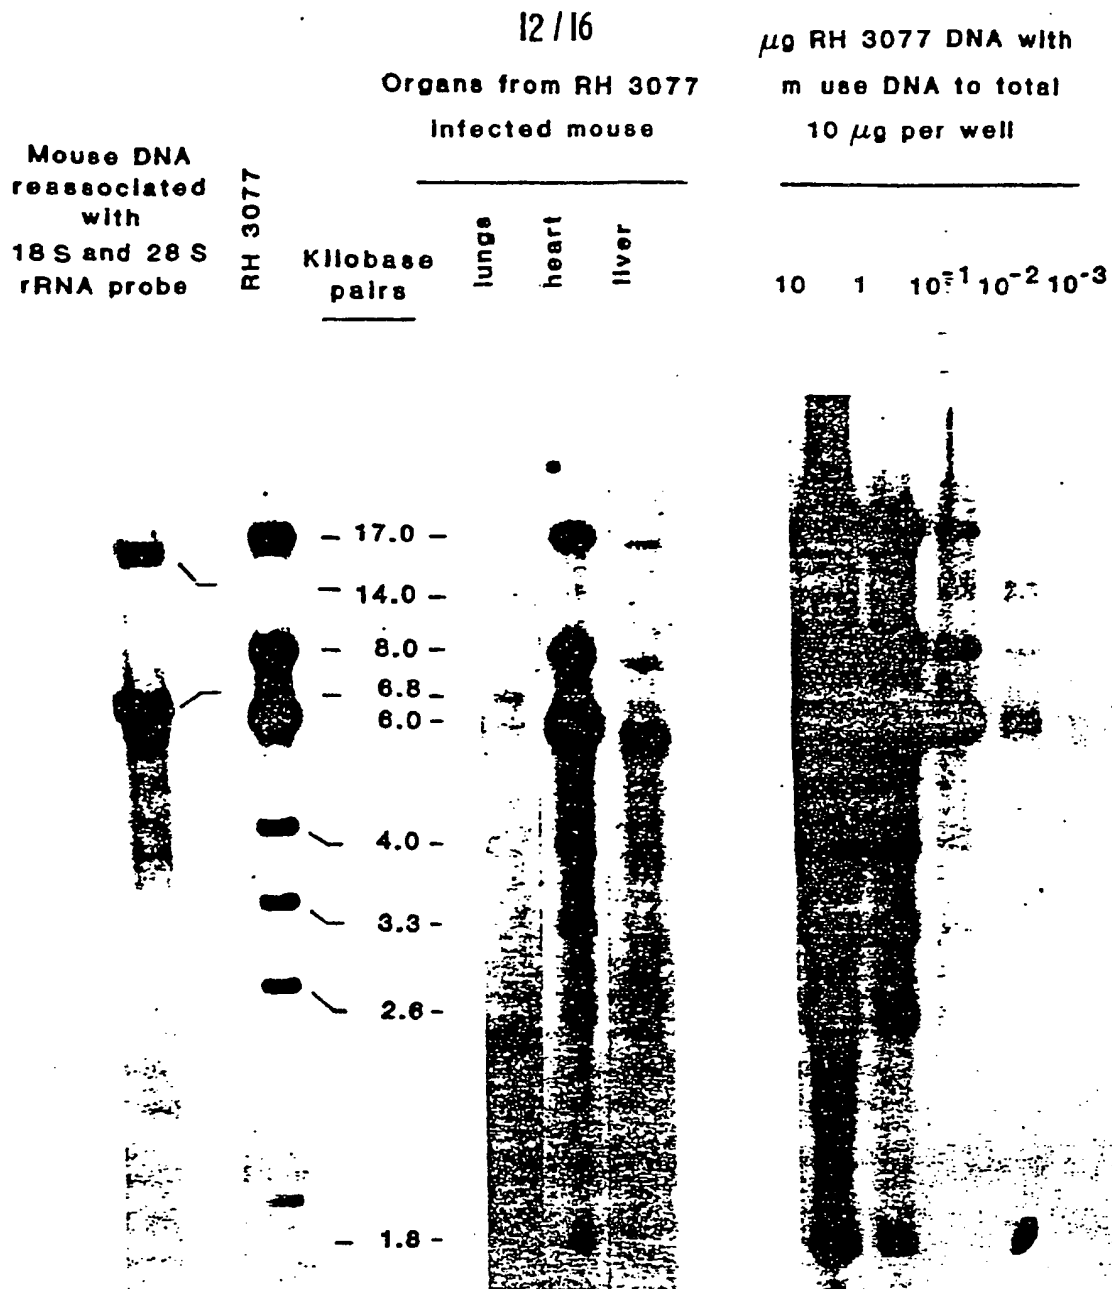 12/16
Organs from RH 3077
infected mouse
µg RH 3077 DNA with
m use DNA to total
10 µg per well
Mouse DNA
reassociated
with
18 S and 28 S
rRNA probe
RH 3077
Kilobase
pairs
lungs
heart
liver
10 1 10⁻¹ 10⁻² 10⁻³
– 17.0 –
– 14.0 –
– 8.0 –
– 6.8 –
– 6.0 –
4.0 –
3.3 –
2.6 –
– 1.8 –